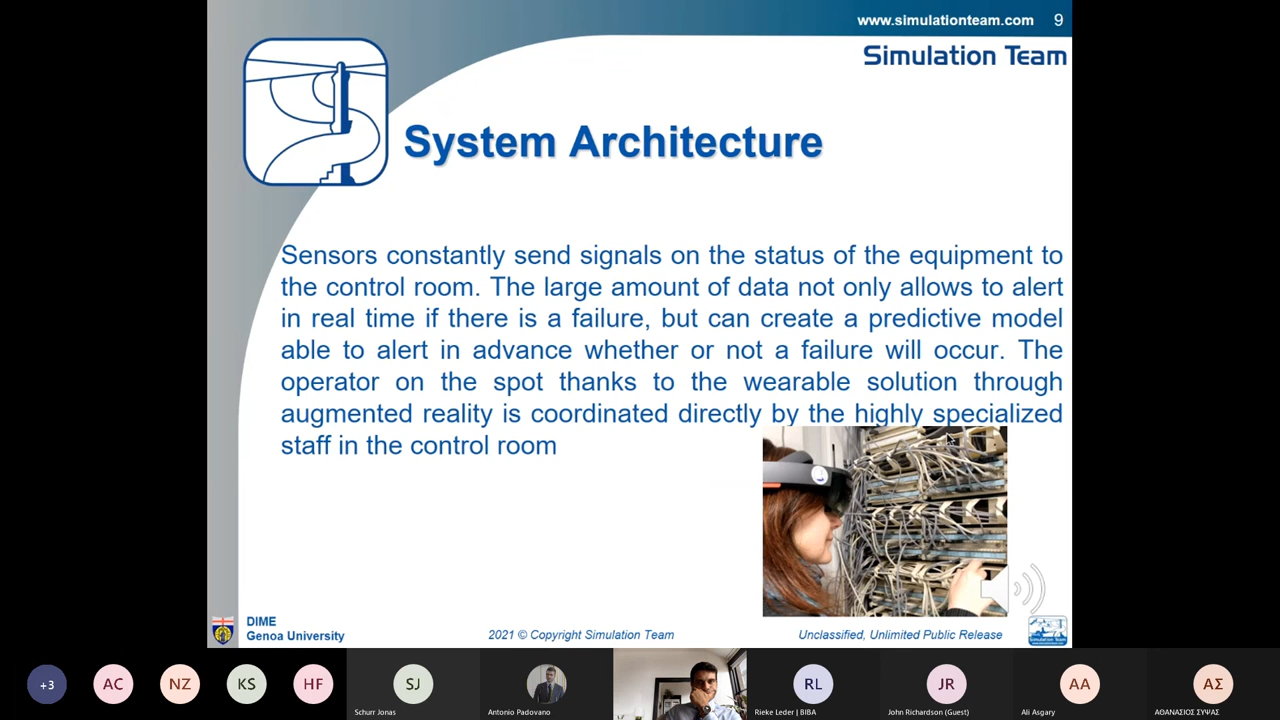 www.simulationteam.com 9
Simulation Team
System Architecture
Sensors constantly send signals on the status of the equipment to
the control room. The large amount of data not only allows to alert
in real time if there is a failure, but can create a predictive model
able to alert in advance whether or not a failure will occur. The
operator on the spot thanks to the wearable solution through
augmented reality is coordinated directly by the highly specialized
staff in the control room
DIME
Genoa University
2021 © Copyright Simulation Team
Unclassified, Unlimited Public Release
Simulation Team
+3
AC
NZ
KS
HF
SJ
RL
JR
AA
ΑΣ
Schurr Jonas
Antonio Padovano
Rieke Leder | BIBA
John Richardson (Guest)
Ali Asgary
ΑΘΑΝΑΣΙΟΣ ΣΥΨΑΣ